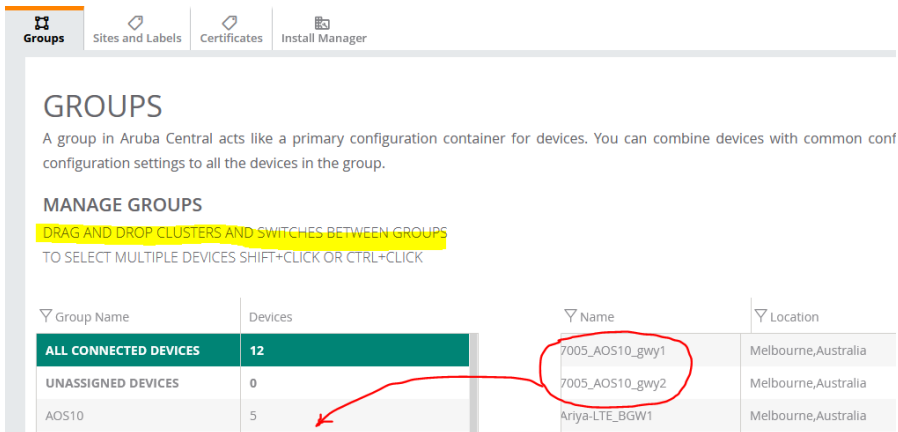 Groups
Sites and Labels
Certificates
Install Manager
GROUPS
A group in Aruba Central acts like a primary configuration container for devices. You can combine devices with common conf
configuration settings to all the devices in the group.
MANAGE GROUPS
DRAG AND DROP CLUSTERS AND SWITCHES BETWEEN GROUPS
TO SELECT MULTIPLE DEVICES SHIFT+CLICK OR CTRL+CLICK
Group Name Devices Name Location
ALL CONNECTED DEVICES 12 7005_AOS10_gwy1 Melbourne,Australia
UNASSIGNED DEVICES 0 7005_AOS10_gwy2 Melbourne,Australia
AOS10 5 Ariya-LTE_BGW1 Melbourne,Australia